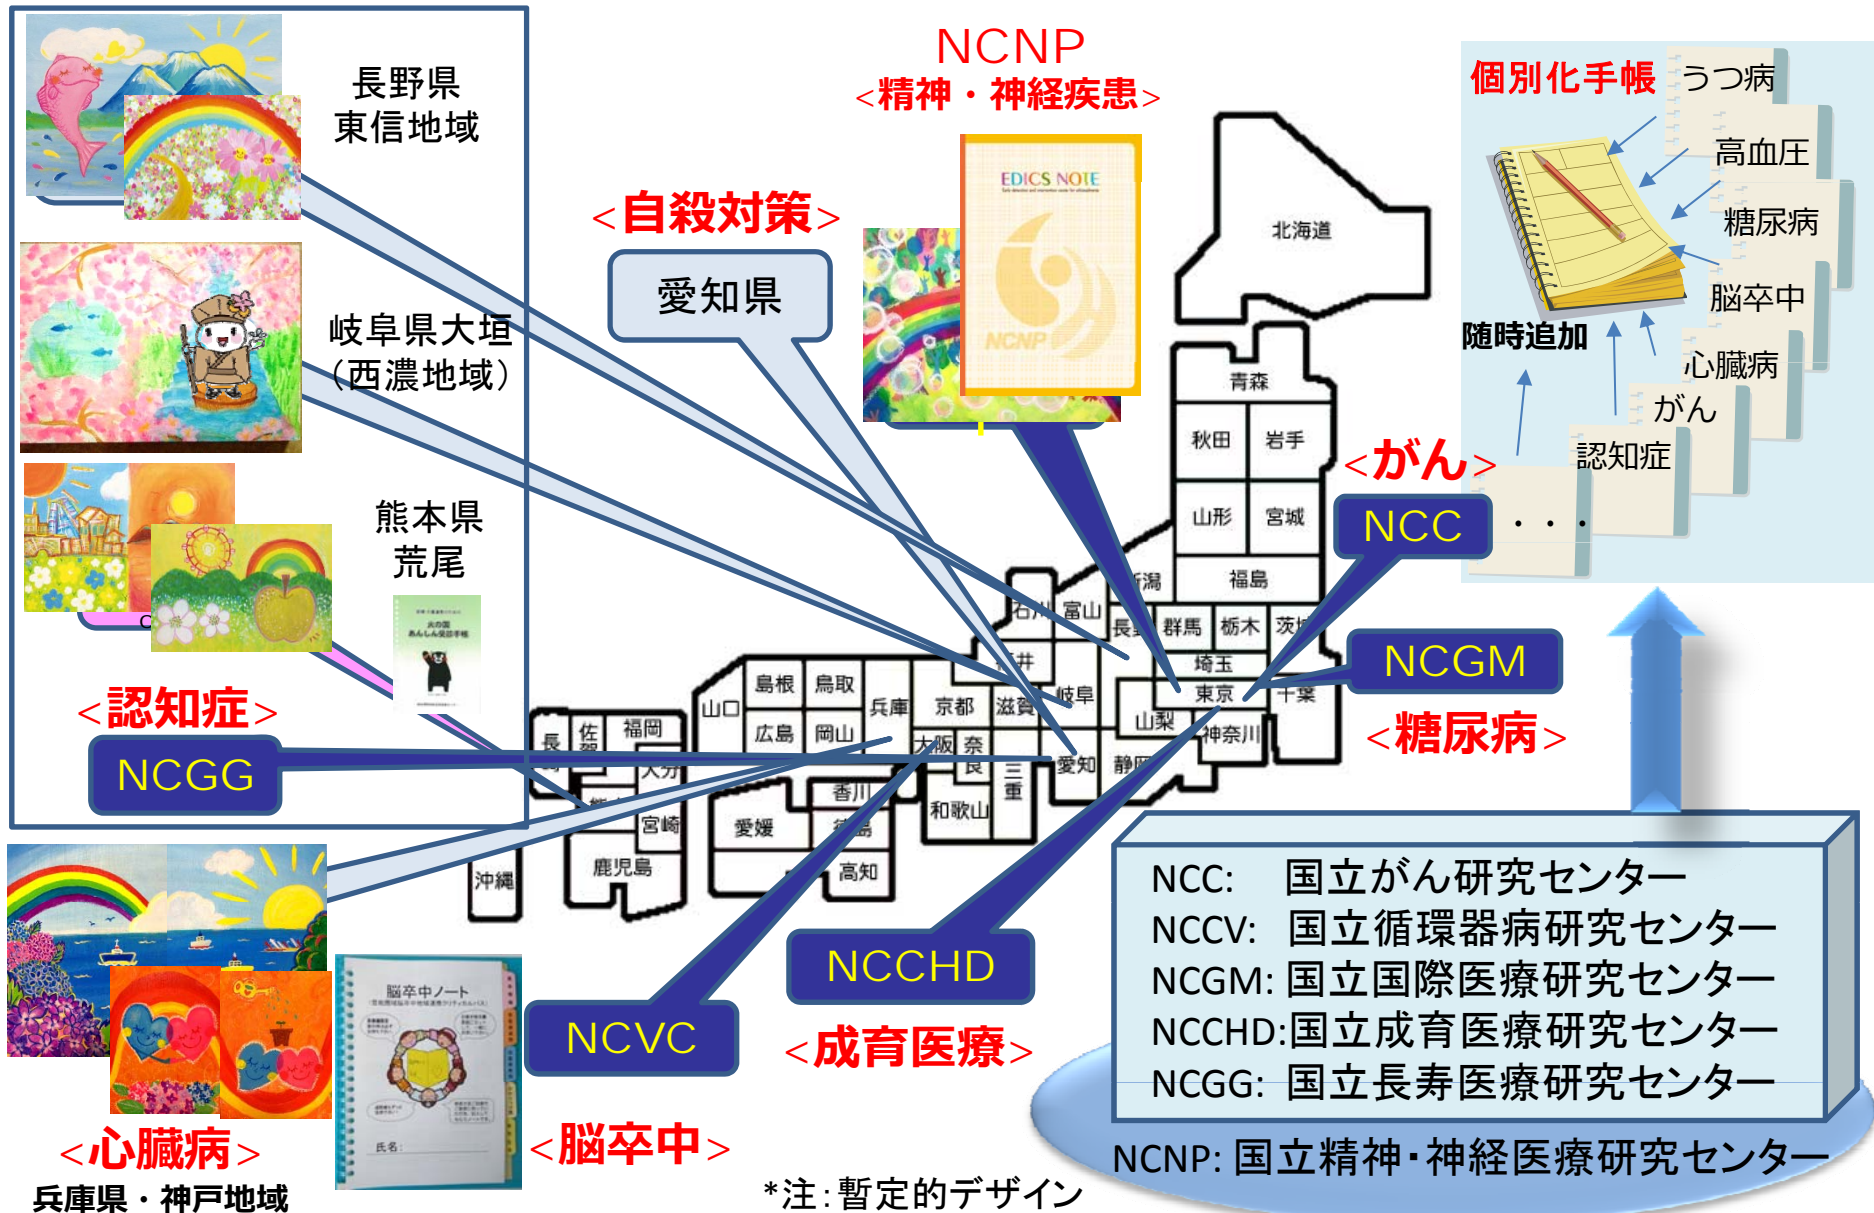 長野県
東信地域
岐阜県大垣
（西濃地域）
熊本県
荒尾
火の国
あんしん受診手帳
<認知症>
NCGG
<自殺対策>
愛知県
NCNP
<精神・神経疾患>
EDICS NOTE
NCNP
個別化手帳
うつ病
高血圧
糖尿病
脳卒中
心臓病
がん
認知症
・・・
随時追加
<がん>
NCC
NCGM
<糖尿病>
北海道
青森
秋田
岩手
山形
宮城
福島
石川
富山
長野
群馬
栃木
埼玉
東京
千葉
山梨
神奈川
岐阜
愛知
滋賀
京都
大阪
奈良
三重
和歌山
兵庫
鳥取
島根
岡山
広島
山口
香川
愛媛
高知
福岡
佐賀
大分
宮崎
鹿児島
沖縄
NCVC
<脳卒中>
NCCHD
<成育医療>
脳卒中ノート
氏名:
<心臓病>
兵庫県・神戸地域
NCC: 国立がん研究センター
NCCV: 国立循環器病研究センター
NCGM: 国立国際医療研究センター
NCCHD:国立成育医療研究センター
NCGG: 国立長寿医療研究センター
NCNP: 国立精神・神経医療研究センター
*注：暫定的デザイン